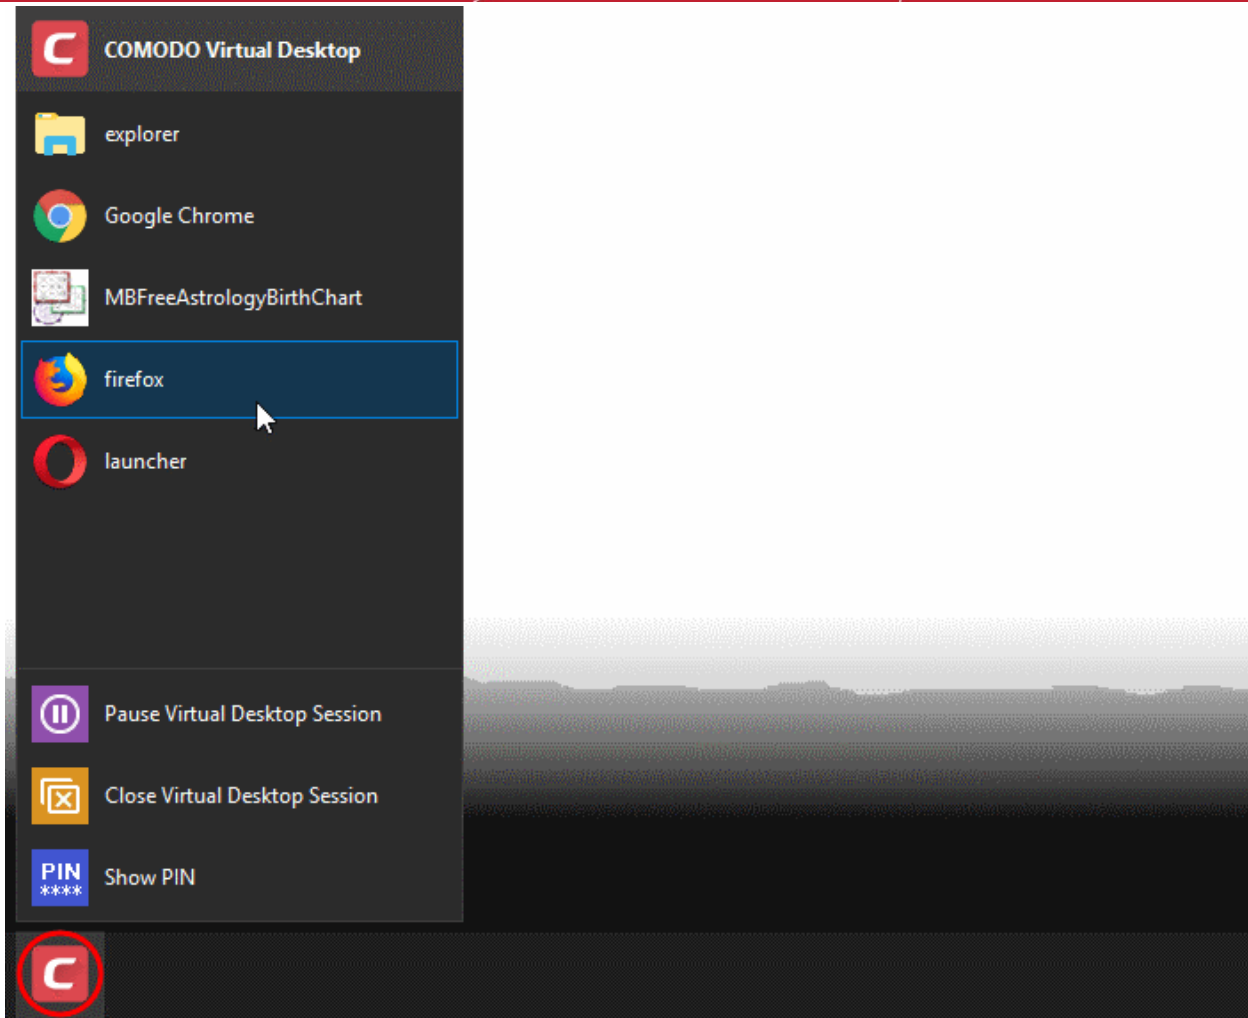 COMODO Virtual Desktop
explorer
Google Chrome
MBFreeAstrologyBirthChart
firefox
launcher
Pause Virtual Desktop Session
Close Virtual Desktop Session
PIN
****
Show PIN